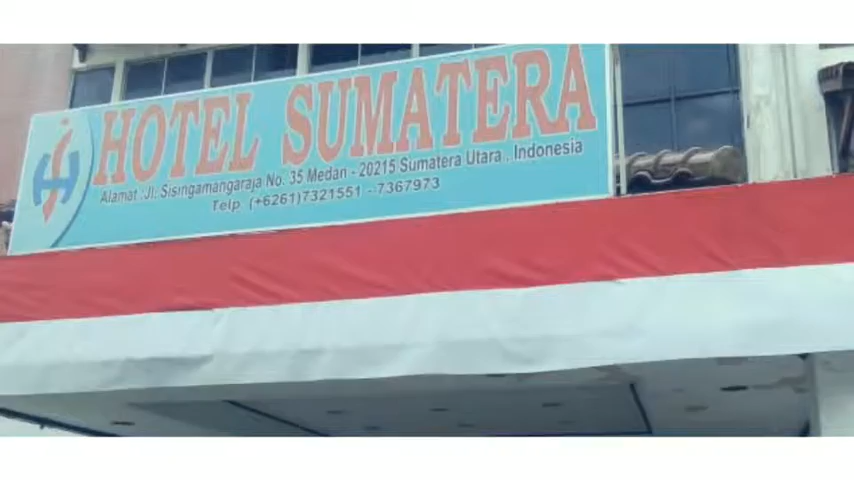 HOTEL SUMATERA
Alamat : Jl. Sisingamangaraja No. 35 Medan - 20215 Sumatera Utara , Indonesia
Telp. (+6261)7321551 - 7367973